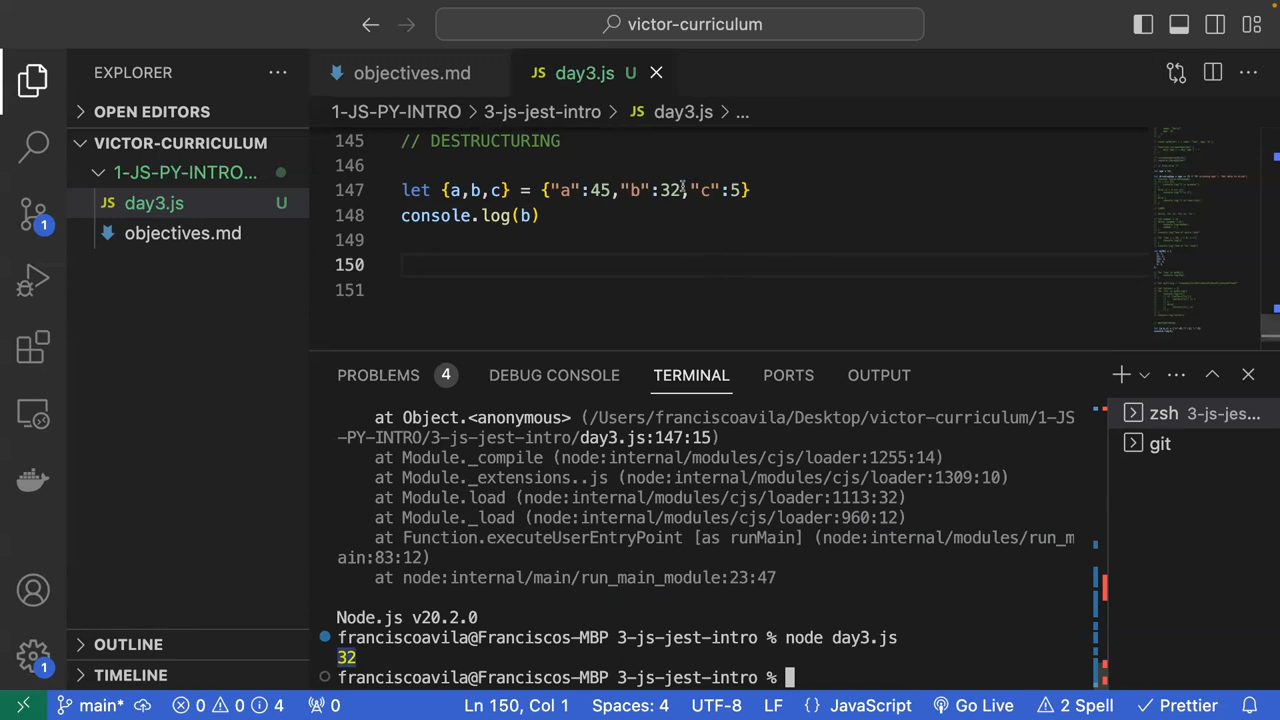 victor-curriculum
EXPLORER
objectives.md
JS day3.js U
1-JS-PY-INTRO > 3-js-jest-intro > JS day3.js > ...
OPEN EDITORS
VICTOR-CURRICULUM
1-JS-PY-INTRO...
JS day3.js U
objectives.md
145 // DESTRUCTURING
146
147 let {a,b,c} = {"a":45,"b":32,"c":5}
148 console.log(b)
149
150
151
PROBLEMS 4 DEBUG CONSOLE TERMINAL PORTS OUTPUT
zsh 3-js-jes...
git
at Object.<anonymous> (/Users/franciscoavila/Desktop/victor-curriculum/1-JS
-PY-INTRO/3-js-jest-intro/day3.js:147:15)
at Module._compile (node:internal/modules/cjs/loader:1255:14)
at Module._extensions..js (node:internal/modules/cjs/loader:1309:10)
at Module.load (node:internal/modules/cjs/loader:1113:32)
at Module._load (node:internal/modules/cjs/loader:960:12)
at Function.executeUserEntryPoint [as runMain] (node:internal/modules/run_m
ain:83:12)
at node:internal/main/run_main_module:23:47
Node.js v20.2.0
franciscoavila@Franciscos-MBP 3-js-jest-intro % node day3.js
32
franciscoavila@Franciscos-MBP 3-js-jest-intro %
OUTLINE
TIMELINE
1
1
main* 0 0 4 0 Ln 150, Col 1 Spaces: 4 UTF-8 LF {} JavaScript Go Live 2 Spell Prettier